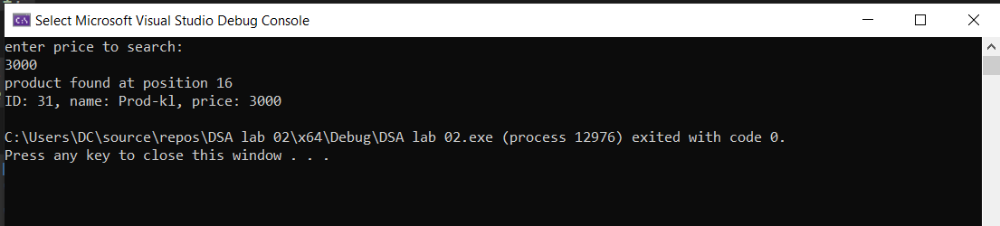 Select Microsoft Visual Studio Debug Console
enter price to search:
3000
product found at position 16
ID: 31, name: Prod-kl, price: 3000
C:\Users\DC\source\repos\DSA lab 02\x64\Debug\DSA lab 02.exe (process 12976) exited with code 0.
Press any key to close this window . . .